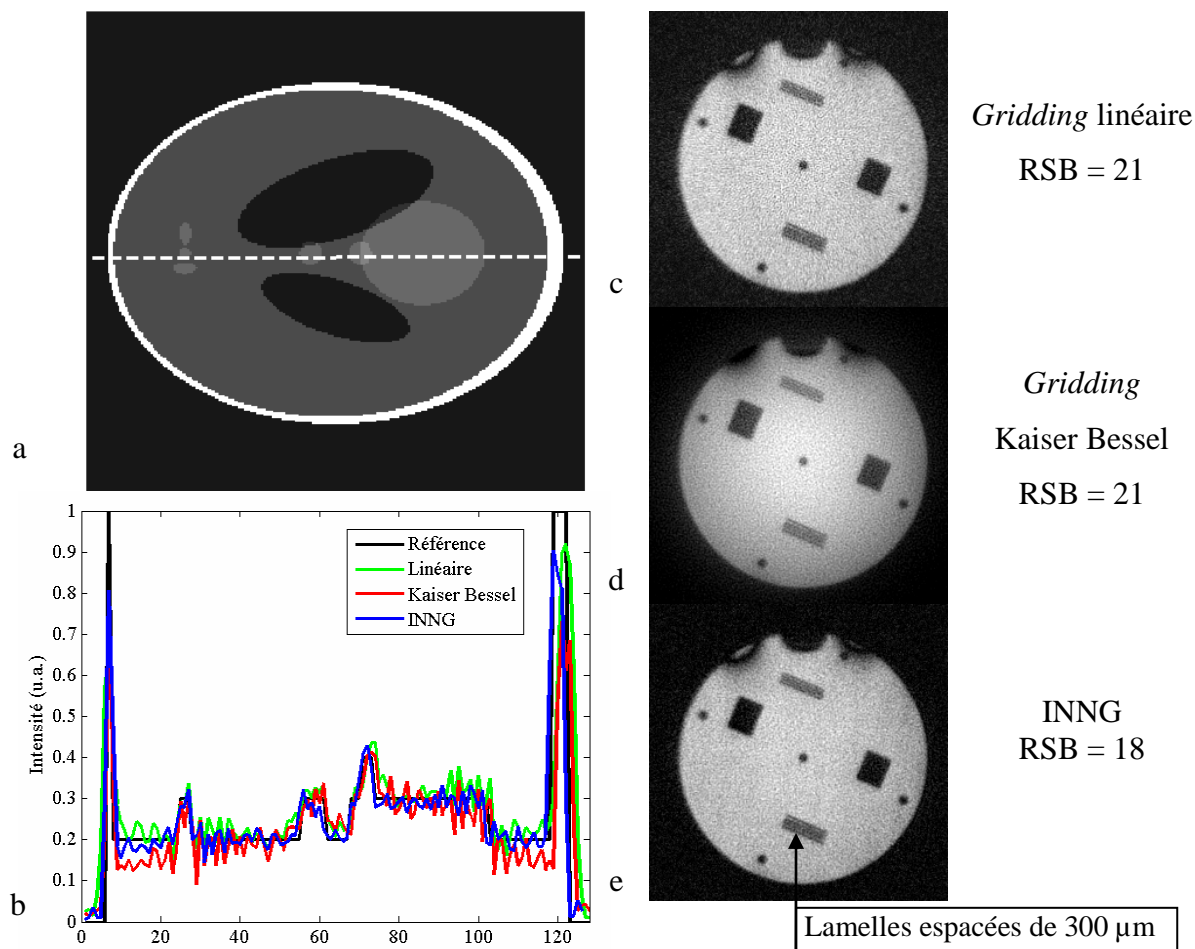 a
b
1
0.9
0.8
0.7
0.6
0.5
0.4
0.3
0.2
0.1
0
Intensité (u.a.)
0
20
40
60
80
100
120
Référence
Linéaire
Kaiser Bessel
INNG
c
Gridding linéaire
RSB = 21
d
Gridding
Kaiser Bessel
RSB = 21
e
INNG
RSB = 18
Lamelles espacées de 300 µm